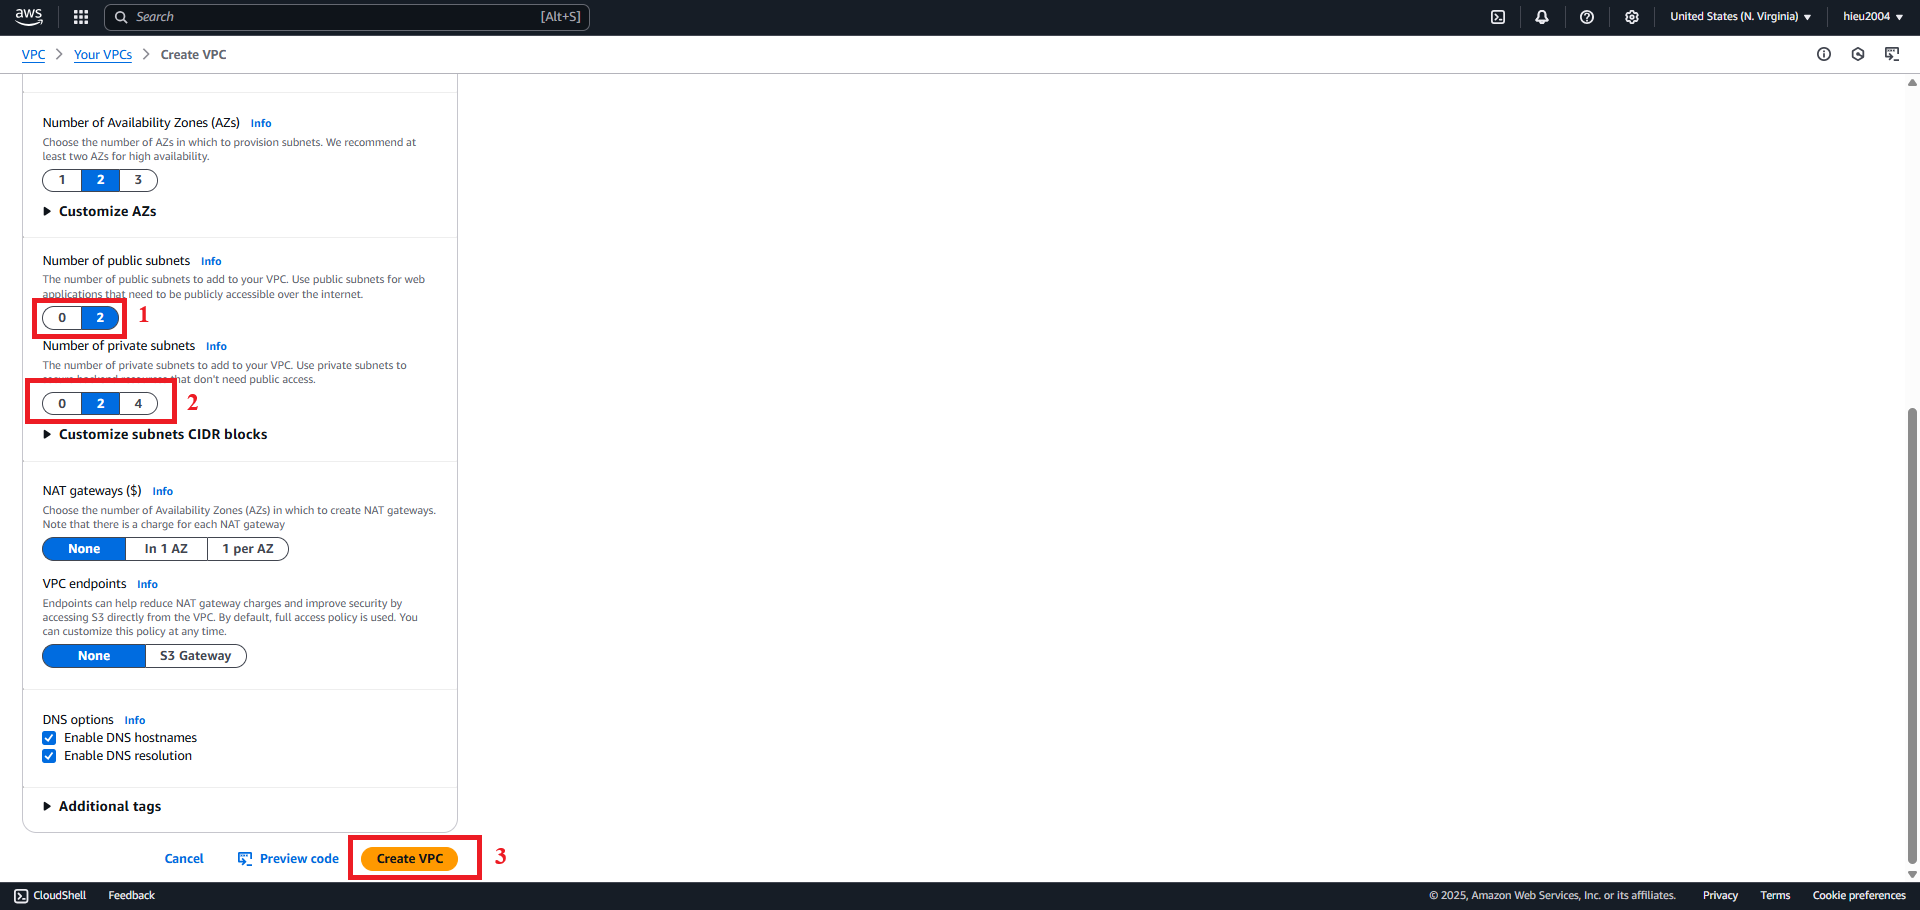 aws
Search
[Alt+S]
United States (N. Virginia)
hieu2004
VPC
Your VPCs
Create VPC
Number of Availability Zones (AZs) Info
Choose the number of AZs in which to provision subnets. We recommend at
least two AZs for high availability.
1 2 3
Customize AZs
Number of public subnets Info
The number of public subnets to add to your VPC. Use public subnets for web
applications that need to be publicly accessible over the internet.
0 2
1
Number of private subnets Info
The number of private subnets to add to your VPC. Use private subnets to
secure backend resources that don't need public access.
0 2 4
2
Customize subnets CIDR blocks
NAT gateways ($) Info
Choose the number of Availability Zones (AZs) in which to create NAT gateways.
Note that there is a charge for each NAT gateway
None In 1 AZ 1 per AZ
VPC endpoints Info
Endpoints can help reduce NAT gateway charges and improve security by
accessing S3 directly from the VPC. By default, full access policy is used. You
can customize this policy at any time.
None S3 Gateway
DNS options Info
Enable DNS hostnames
Enable DNS resolution
Additional tags
Cancel
Preview code
Create VPC
3
CloudShell
Feedback
© 2025, Amazon Web Services, Inc. or its affiliates.
Privacy
Terms
Cookie preferences